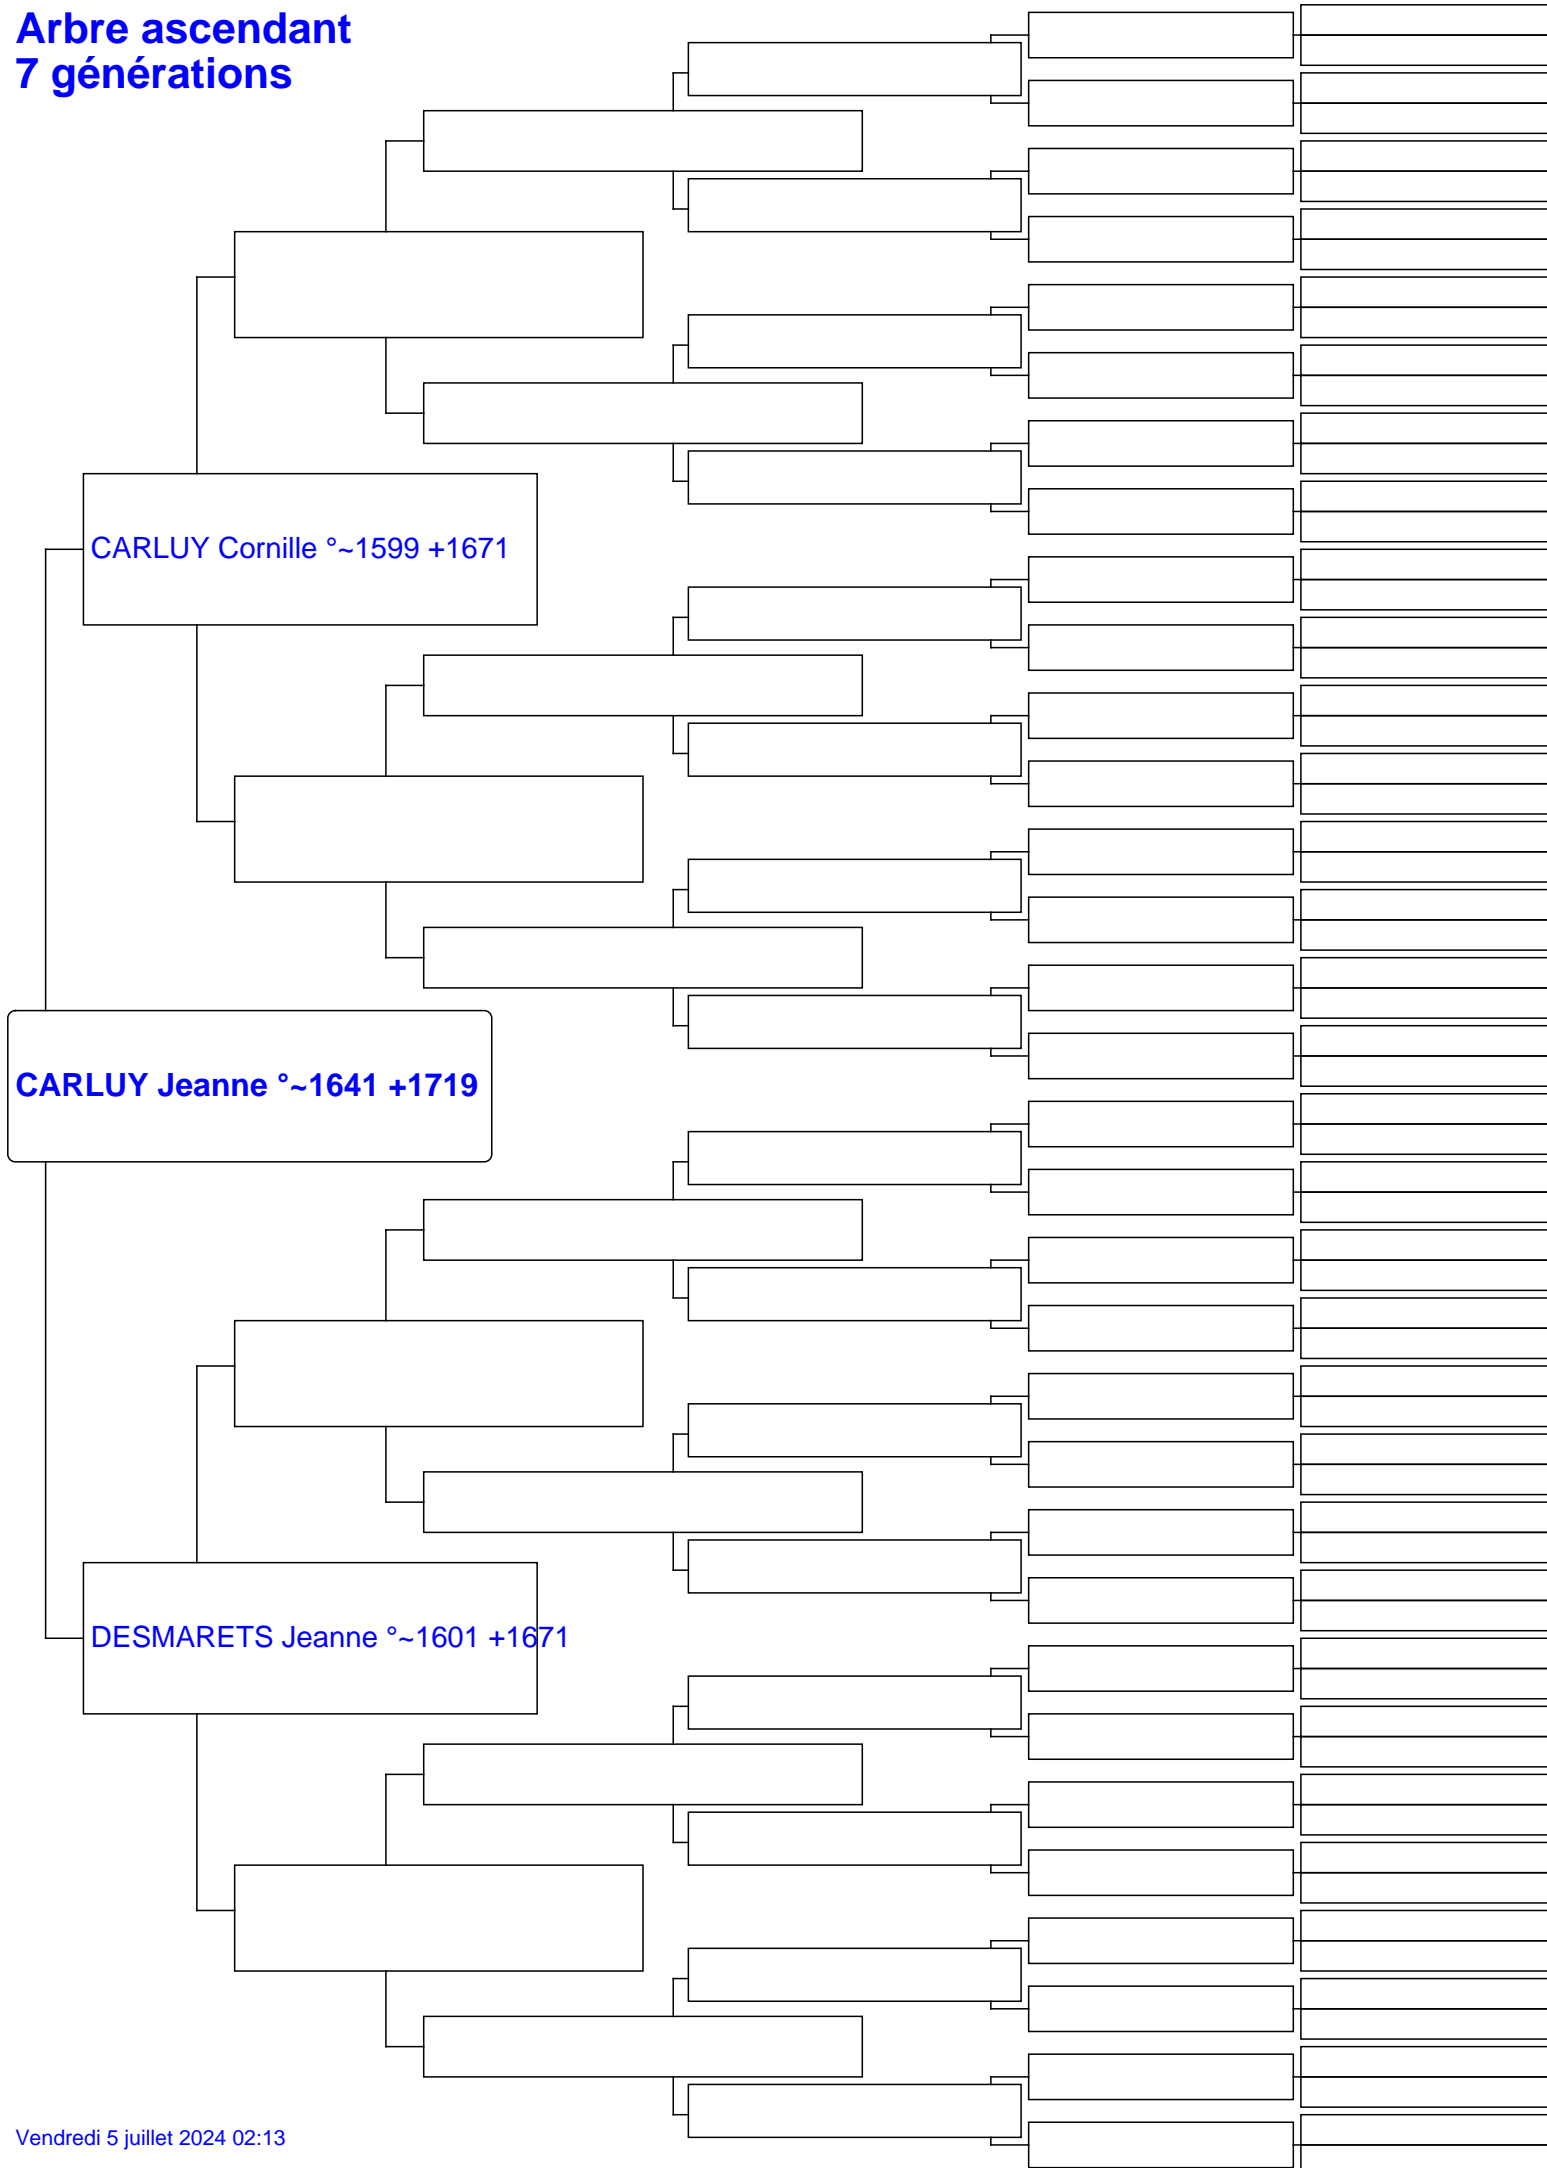 Arbre ascendant
7 générations
CARLUY Cornille °~1599 +1671
CARLUY Jeanne °~1641 +1719
DESMARETS Jeanne °~1601 +1671
Vendredi 5 juillet 2024 02:13